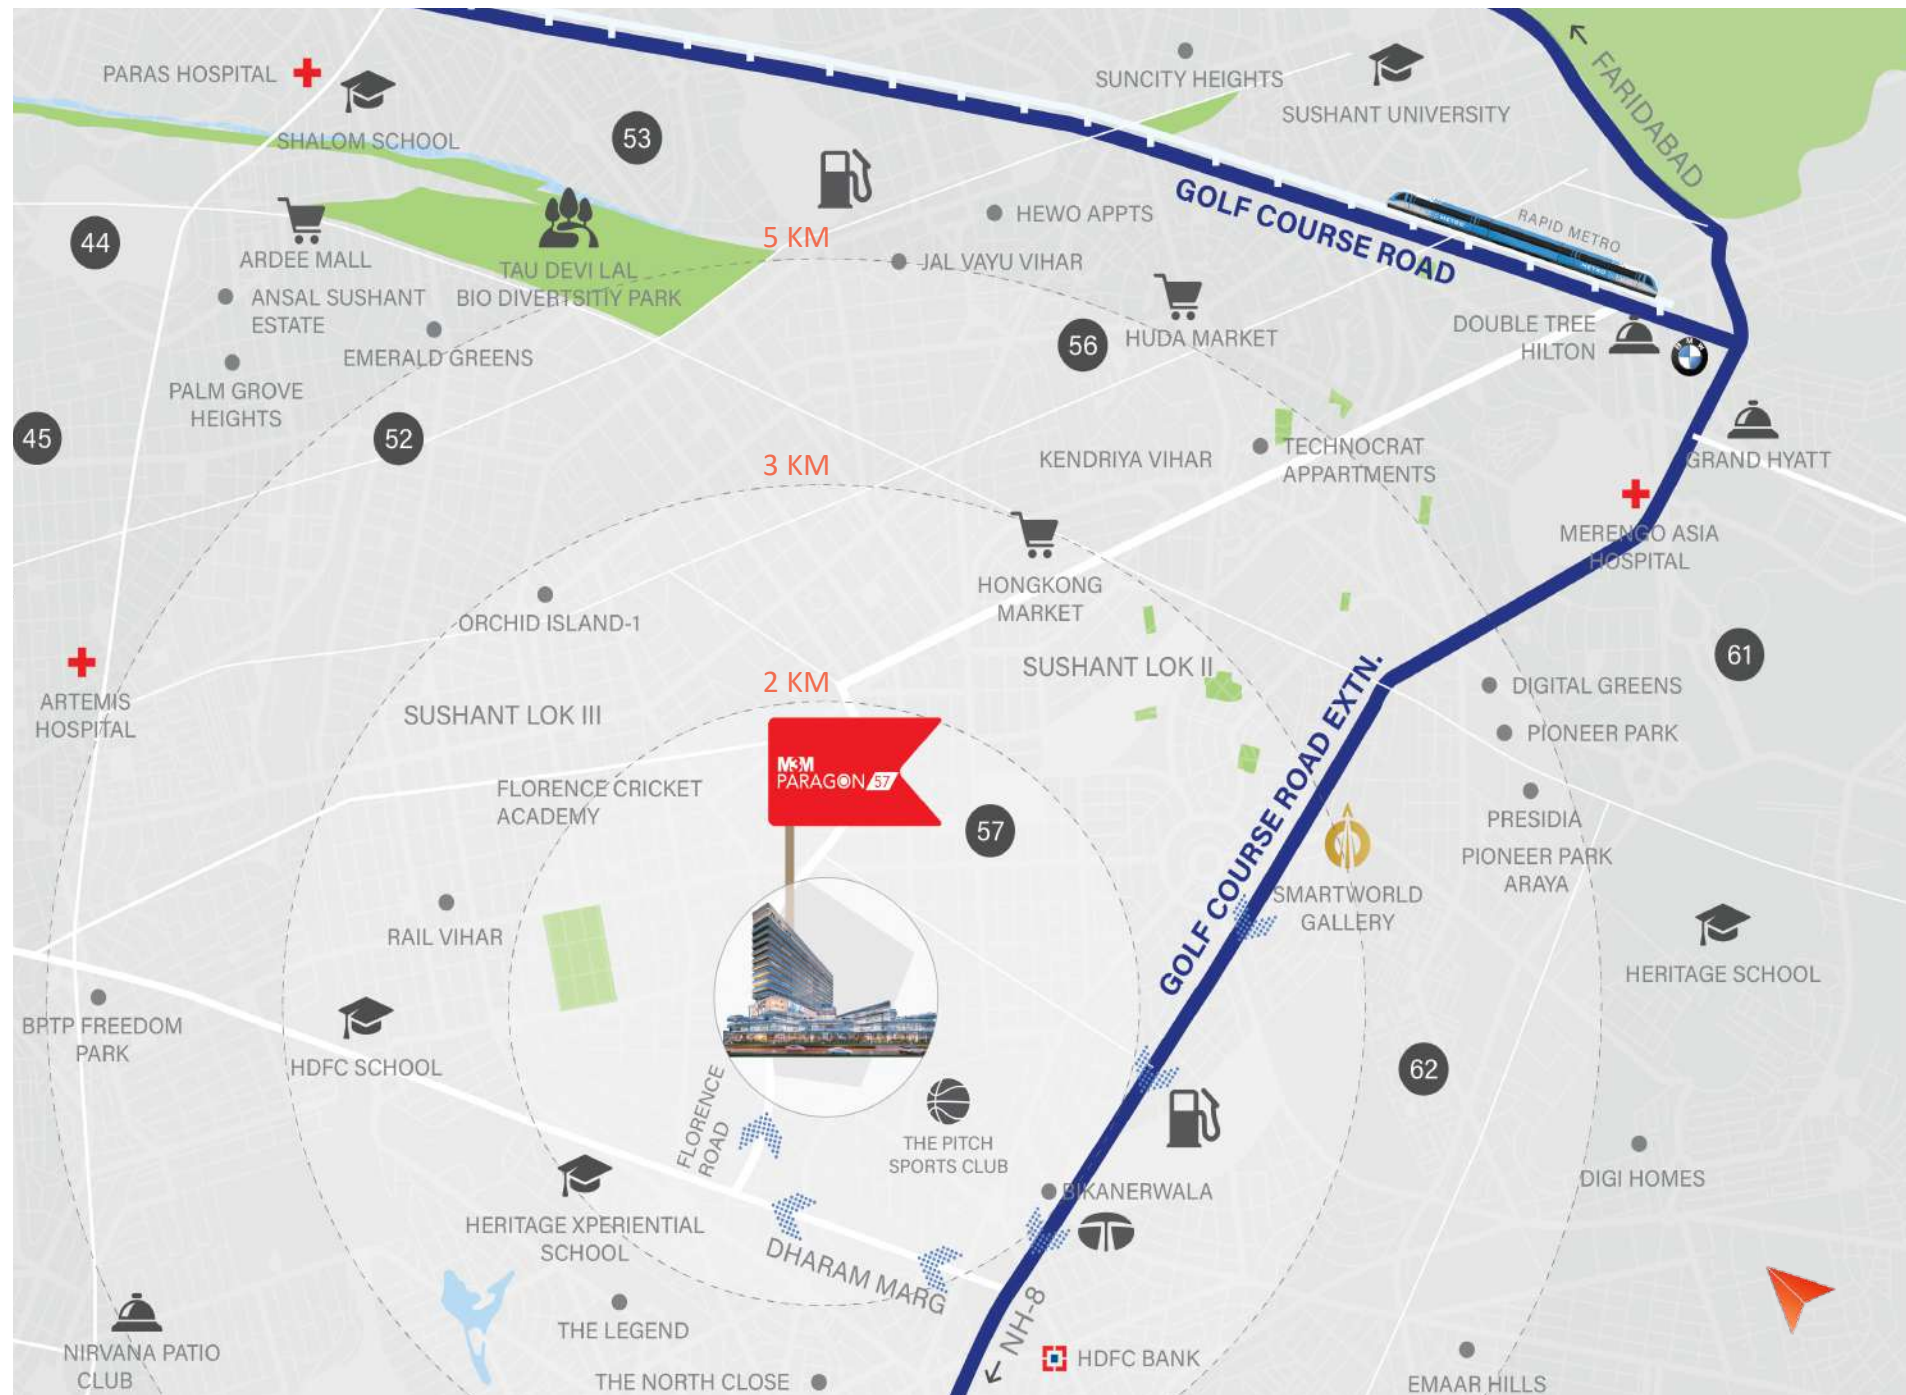 PARAS HOSPITAL
SHALOM SCHOOL
53
SUNCITY HEIGHTS
SUSHANT UNIVERSITY
← FARIDABAD
44
ARDEE MALL
TAU DEVI LAL
BIO DIVERTSITIY PARK
5 KM
HEWO APPTS
JAL VAYU VIHAR
GOLF COURSE ROAD
RAPID METRO
METRO
METRO
ANSAL SUSHANT
ESTATE
EMERALD GREENS
PALM GROVE
HEIGHTS
56
HUDA MARKET
DOUBLE TREE
HILTON
BMW
45
52
3 KM
KENDRIYA VIHAR
TECHNOCRAT
APPARTMENTS
GRAND HYATT
MERENGO ASIA
HOSPITAL
HONGKONG
MARKET
ORCHID ISLAND-1
SUSHANT LOK II
61
ARTEMIS
HOSPITAL
SUSHANT LOK III
2 KM
DIGITAL GREENS
PIONEER PARK
GOLF COURSE ROAD EXTN.
M3M
PARAGON 57
FLORENCE CRICKET
ACADEMY
57
PRESIDIA
PIONEER PARK
ARAYA
SMARTWORLD
GALLERY
RAIL VIHAR
HERITAGE SCHOOL
BPTP FREEDOM
PARK
HDFC SCHOOL
62
FLORENCE
ROAD
THE PITCH
SPORTS CLUB
DIGI HOMES
BIKANERWALA
HERITAGE XPERIENTIAL
SCHOOL
DHARAM MARG
THE LEGEND
← NH-8
NIRVANA PATIO
CLUB
THE NORTH CLOSE
HDFC BANK
EMAAR HILLS